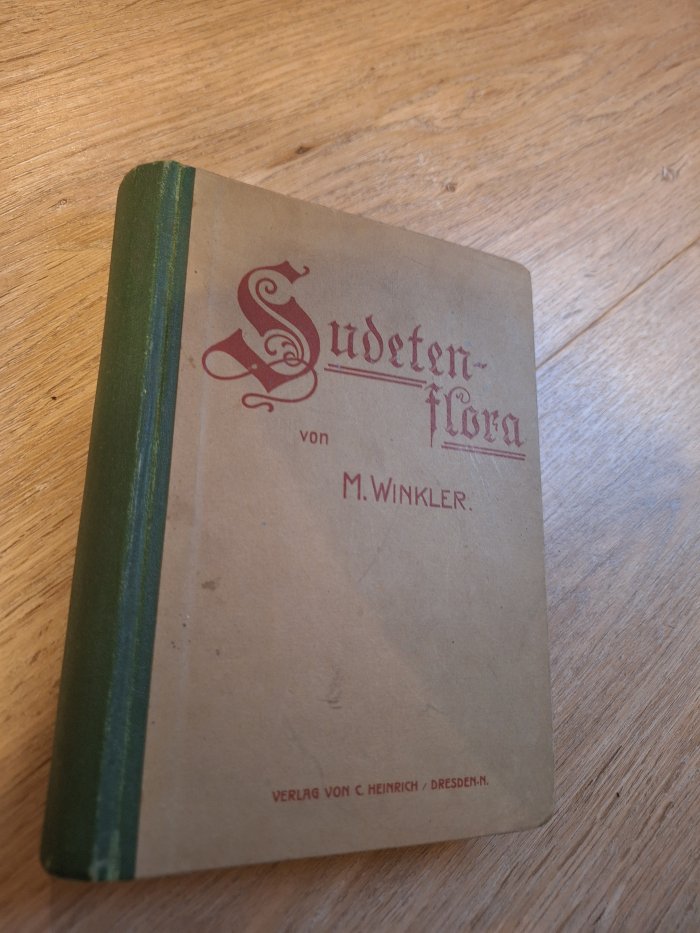 Sudeten-
flora
von
M. WINKLER.
VERLAG VON C. HEINRICH / DRESDEN-N.